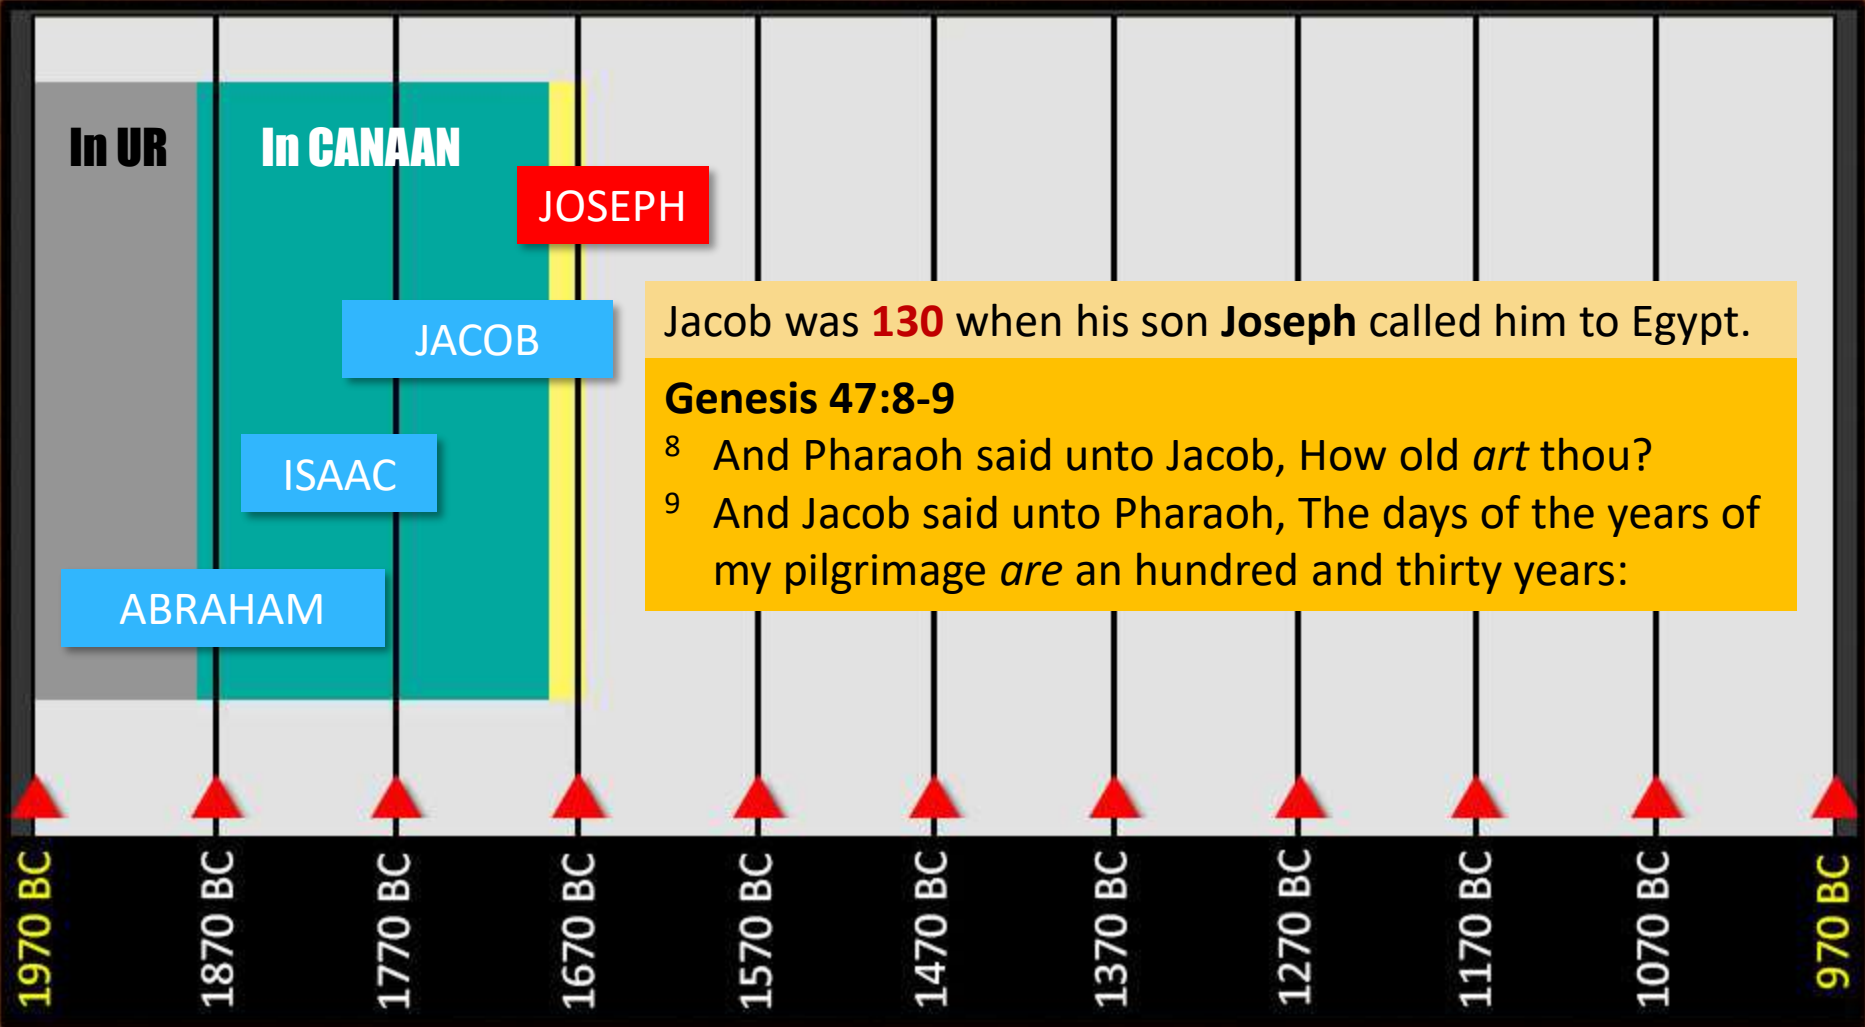 In UR
In CANAAN
JOSEPH
JACOB
ISAAC
ABRAHAM
Jacob was 130 when his son Joseph called him to Egypt.
Genesis 47:8-9
8 And Pharaoh said unto Jacob, How old art thou?
9 And Jacob said unto Pharaoh, The days of the years of
my pilgrimage are an hundred and thirty years:
1970 BC
1870 BC
1770 BC
1670 BC
1570 BC
1470 BC
1370 BC
1270 BC
1170 BC
1070 BC
970 BC